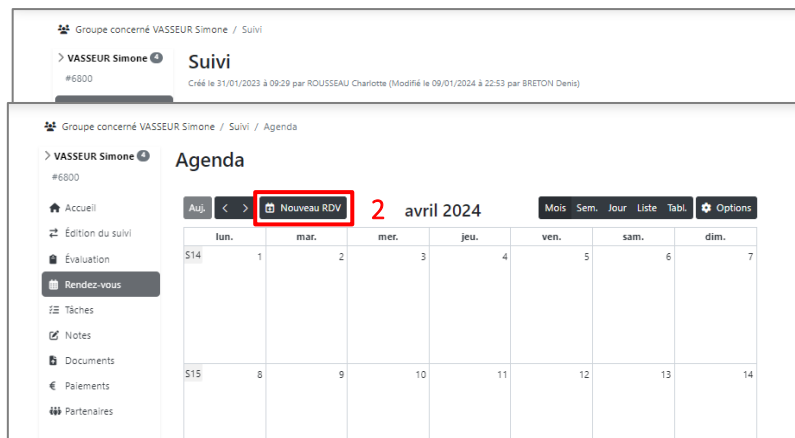 Groupe concerné VASSEUR Simone / Suivi
VASSEUR Simone 4
#6800
Suivi
Créé le 31/01/2023 à 09:29 par ROUSSEAU Charlotte (Modifié le 09/01/2024 à 22:53 par BRETON Denis)
Groupe concerné VASSEUR Simone / Suivi / Agenda
VASSEUR Simone 4
#6800
Agenda
Accueil
Édition du suivi
Évaluation
Rendez-vous
Tâches
Notes
Documents
€ Paiements
Partenaires
Auj. < > Nouveau RDV 2 avril 2024 Mois Sem. Jour Liste Tabl. Options
lun. mar. mer. jeu. ven. sam. dim.
S14 1 2 3 4 5 6 7
S15 8 9 10 11 12 13 14